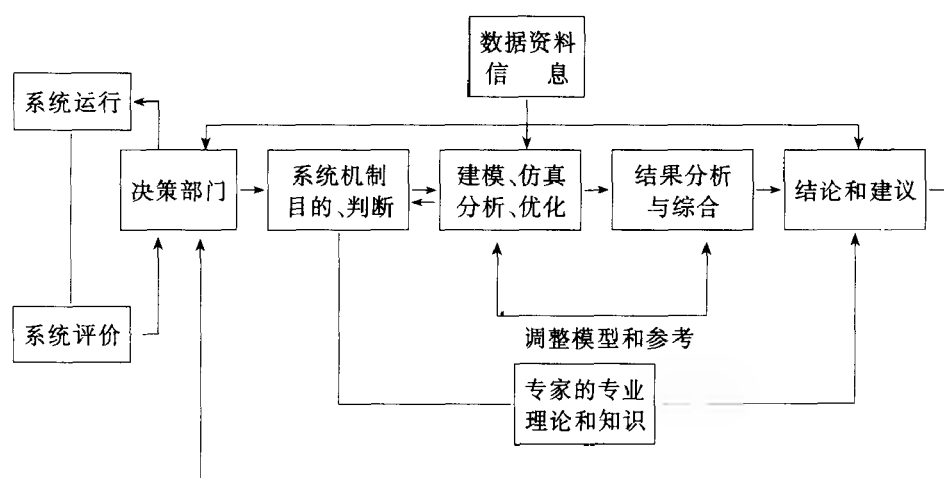 数据资料
信 息
系统运行
决策部门
系统机制
目的、判断
建模、仿真
分析、优化
结果分析
与综合
结论和建议
系统评价
调整模型和参考
专家的专业
理论和知识